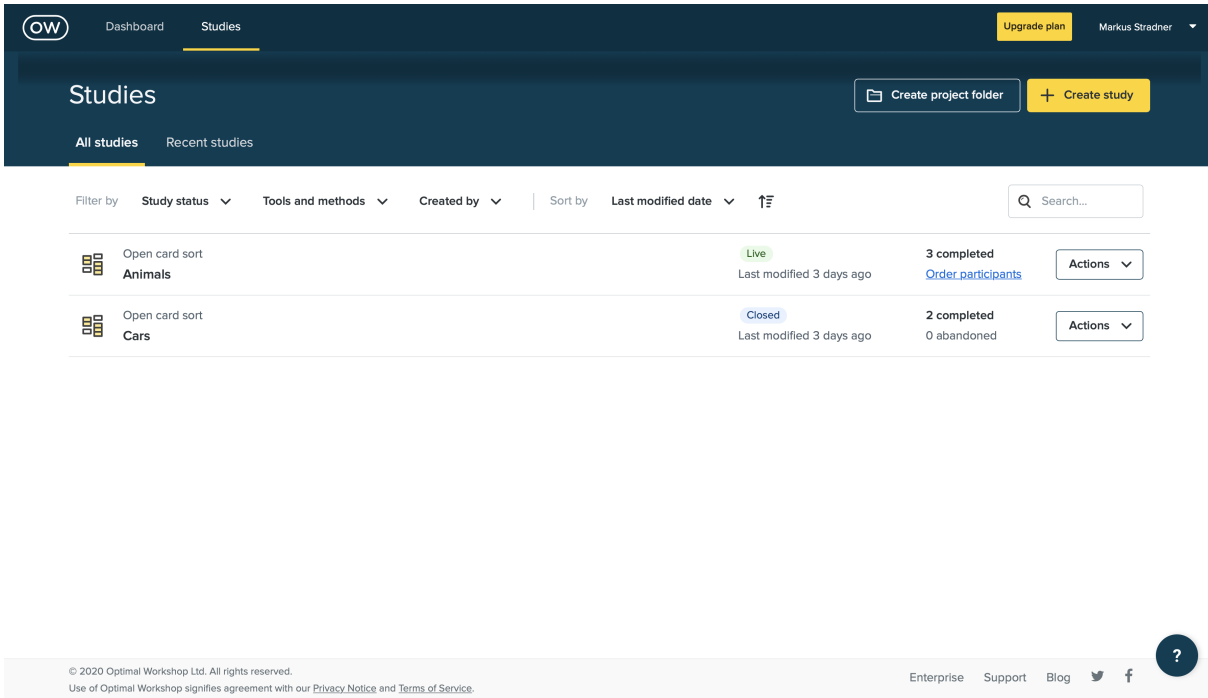 OW Dashboard Studies Upgrade plan Markus Stradner
Studies Create project folder + Create study
All studies Recent studies
Filter by Study status Tools and methods Created by Sort by Last modified date Search...
Open card sort Live 3 completed
Animals Last modified 3 days ago Order participants Actions
Open card sort Closed 2 completed
Cars Last modified 3 days ago 0 abandoned Actions
?
© 2020 Optimal Workshop Ltd. All rights reserved.
Use of Optimal Workshop signifies agreement with our Privacy Notice and Terms of Service.
Enterprise Support Blog